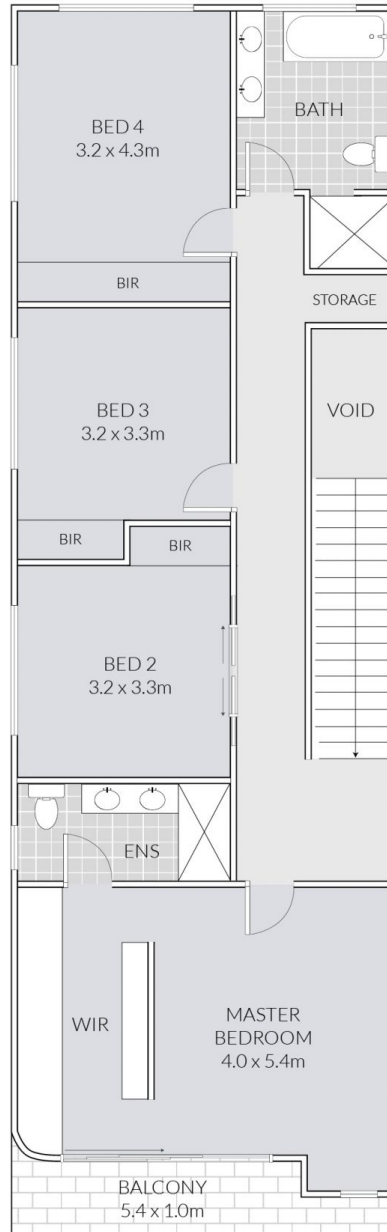 BATH
BED 4
3.2 x 4.3m
BIR
STORAGE
BED 3
3.2 x 3.3m
VOID
BIR
BIR
BED 2
3.2 x 3.3m
ENS
WIR
MASTER
BEDROOM
4.0 x 5.4m
BALCONY
5.4 x 1.0m